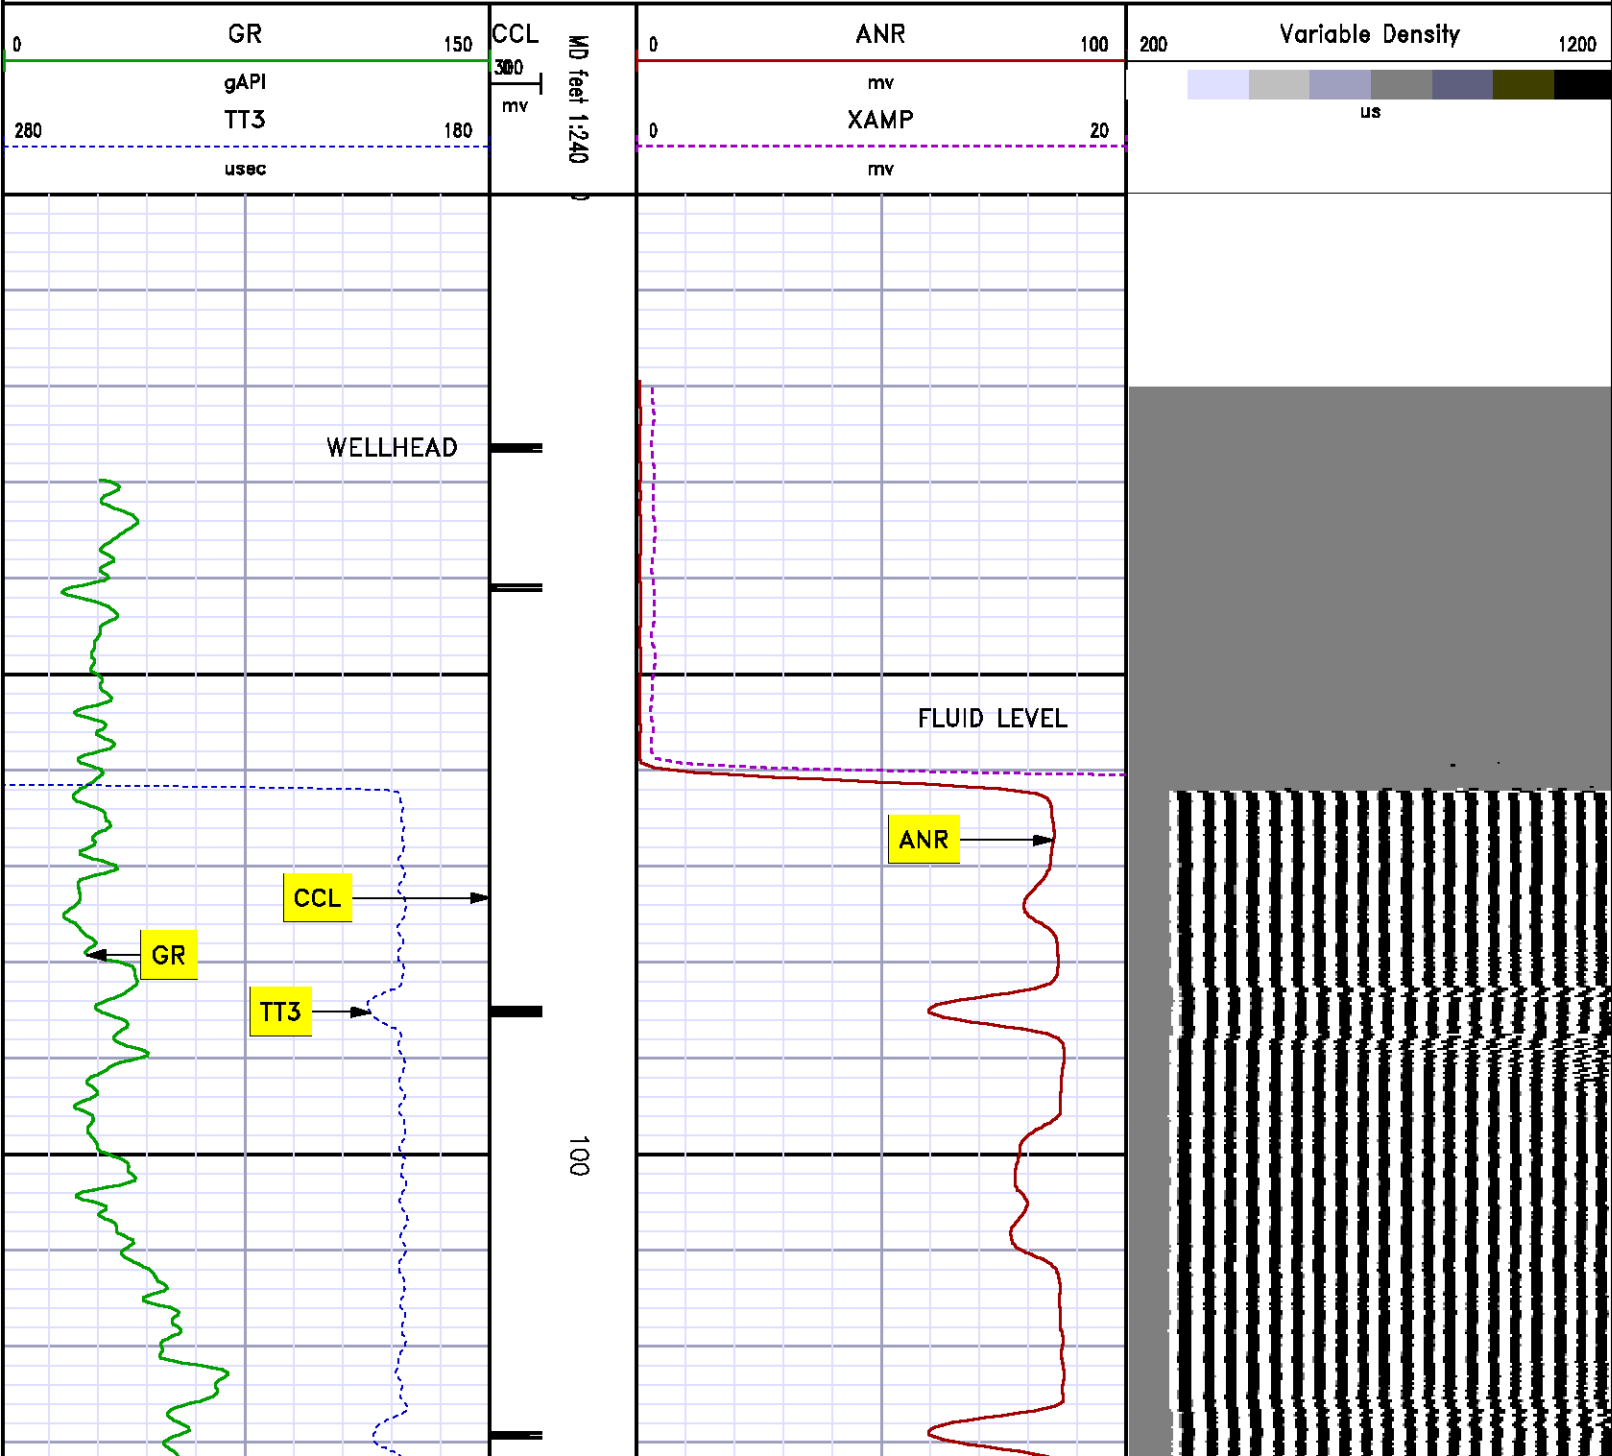 GR
0 150
gAPI
TT3
280 180
usec
CCL
300
mv
MD feet 1:240
0
ANR
0 100
mv
XAMP
0 20
mv
Variable Density
200 1200
us
WELLHEAD
FLUID LEVEL
ANR
CCL
GR
TT3
100